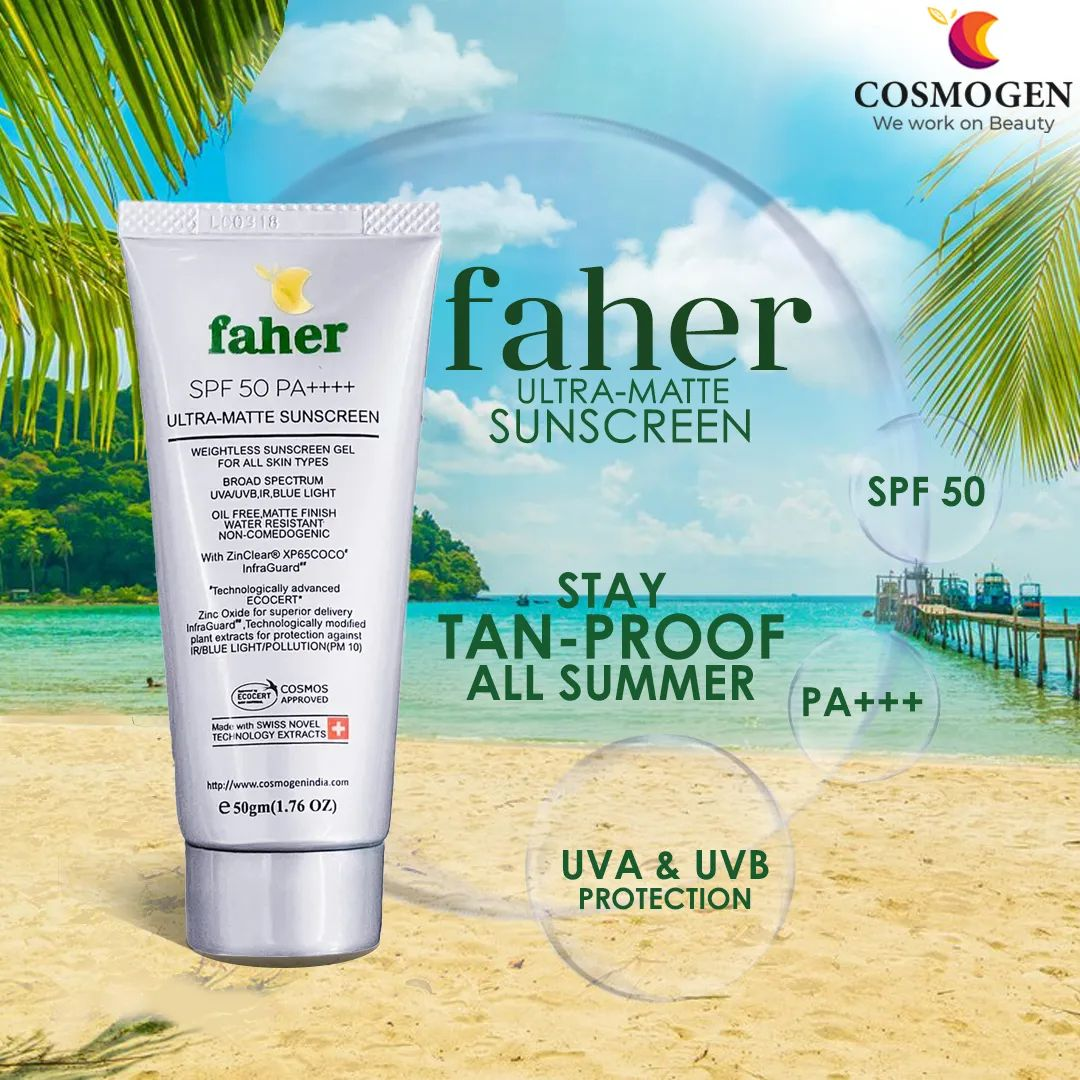 COSMOGEN
We work on Beauty
LC0318
faher
SPF 50 PA++++
ULTRA-MATTE SUNSCREEN
WEIGHTLESS SUNSCREEN GEL
FOR ALL SKIN TYPES
BROAD SPECTRUM
UVA/UVB,IR,BLUE LIGHT
OIL FREE,MATTE FINISH
WATER RESISTANT
NON-COMEDOGENIC
With ZinClear® XP65COCO#
InfraGuard##
#Technologically advanced
ECOCERT*
Zinc Oxide for superior delivery
InfraGuard##,Technologically modified
plant extracts for protection against
IR/BLUE LIGHT/POLLUTION(PM 10)
ECOCERT
COSMOS
APPROVED
Made with SWISS NOVEL
TECHNOLOGY EXTRACTS
http://www.cosmogenindia.com
e 50gm(1.76 OZ)
faher
ULTRA-MATTE
SUNSCREEN
SPF 50
STAY
TAN-PROOF
ALL SUMMER
PA+++
UVA & UVB
PROTECTION